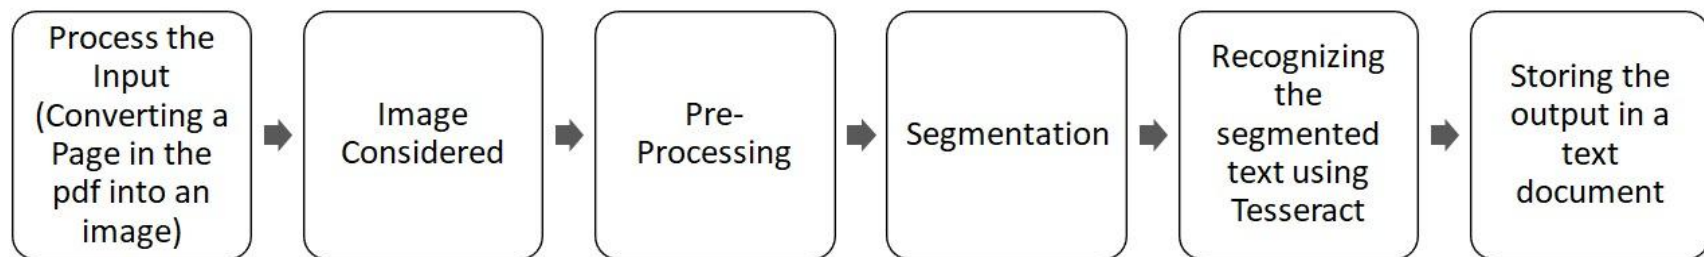 Process the
Input
(Converting a
Page in the
pdf into an
image)
Image
Considered
Pre-
Processing
Segmentation
Recognizing
the
segmented
text using
Tesseract
Storing the
output in a
text
document